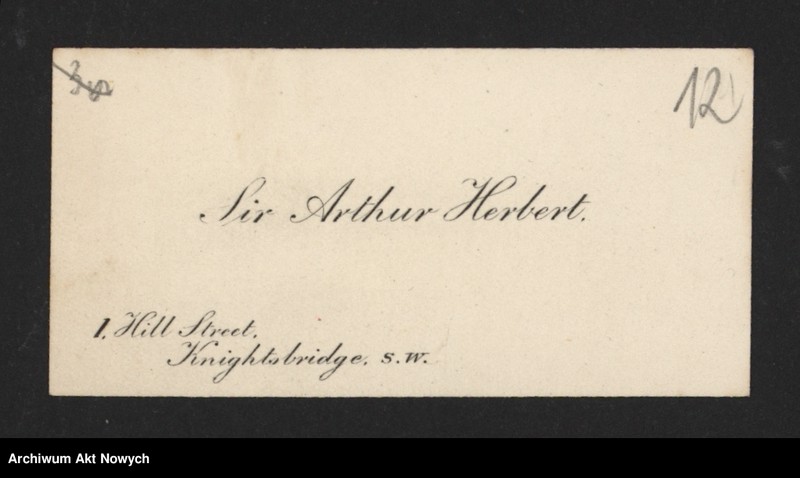 12
Sir Arthur Herbert.
1. Hill Street.
Knightsbridge. S.W.
Archiwum Akt Nowych